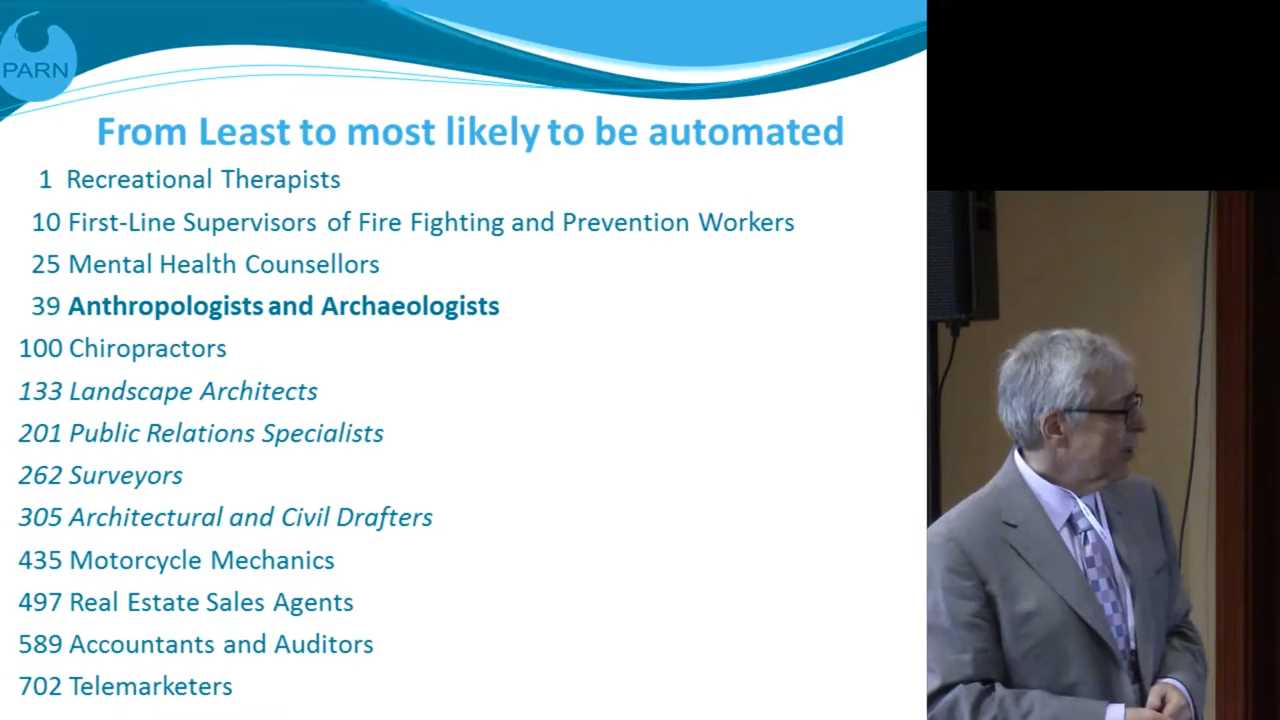 PARN
From Least to most likely to be automated
1 Recreational Therapists
10 First-Line Supervisors of Fire Fighting and Prevention Workers
25 Mental Health Counsellors
39 Anthropologists and Archaeologists
100 Chiropractors
133 Landscape Architects
201 Public Relations Specialists
262 Surveyors
305 Architectural and Civil Drafters
435 Motorcycle Mechanics
497 Real Estate Sales Agents
589 Accountants and Auditors
702 Telemarketers